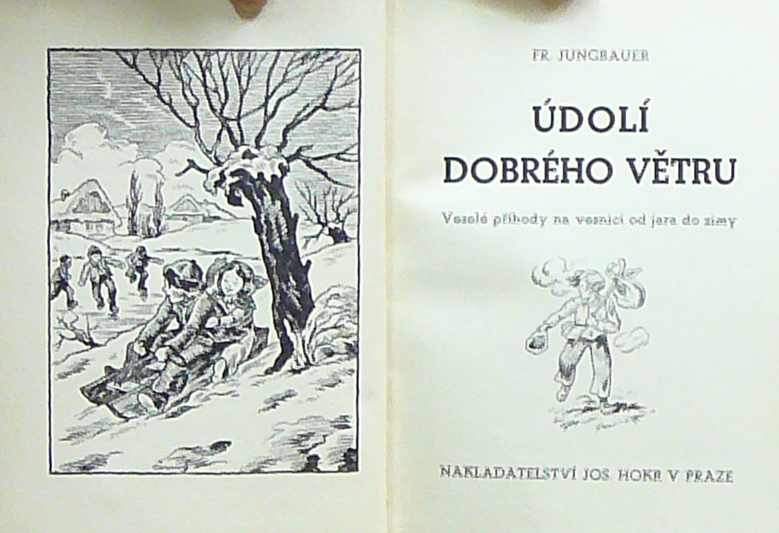 FR. JUNGBAUER
ÚDOLÍ
DOBRÉHO VĚTRU
Veselé příhody na vesnici od jara do zimy
NAKLADATELSTVÍ JOS. HOKR V PRAZE